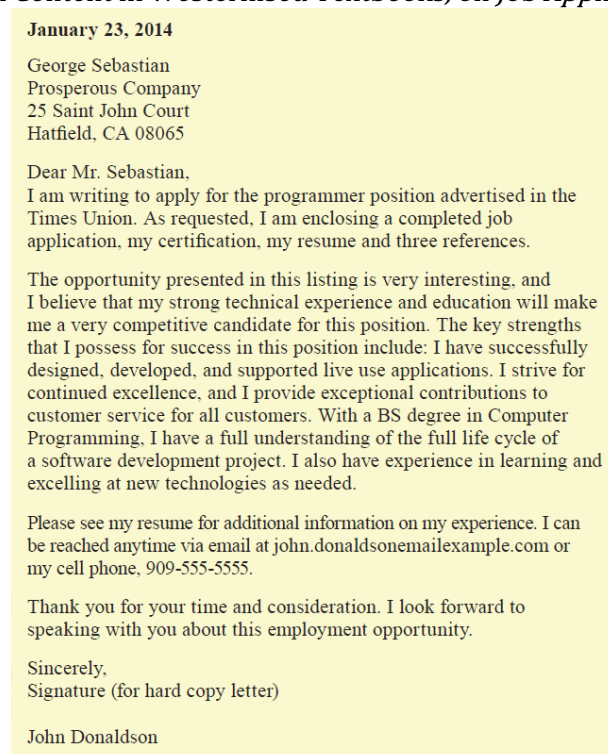 Content in Westernised Textbooks, on Job Appli
January 23, 2014
George Sebastian
Prosperous Company
25 Saint John Court
Hatfield, CA 08065
Dear Mr. Sebastian,
I am writing to apply for the programmer position advertised in the
Times Union. As requested, I am enclosing a completed job
application, my certification, my resume and three references.
The opportunity presented in this listing is very interesting, and
I believe that my strong technical experience and education will make
me a very competitive candidate for this position. The key strengths
that I possess for success in this position include: I have successfully
designed, developed, and supported live use applications. I strive for
continued excellence, and I provide exceptional contributions to
customer service for all customers. With a BS degree in Computer
Programming, I have a full understanding of the full life cycle of
a software development project. I also have experience in learning and
excelling at new technologies as needed.
Please see my resume for additional information on my experience. I can
be reached anytime via email at john.donaldsonemailexample.com or
my cell phone, 909-555-5555.
Thank you for your time and consideration. I look forward to
speaking with you about this employment opportunity.
Sincerely,
Signature (for hard copy letter)
John Donaldson